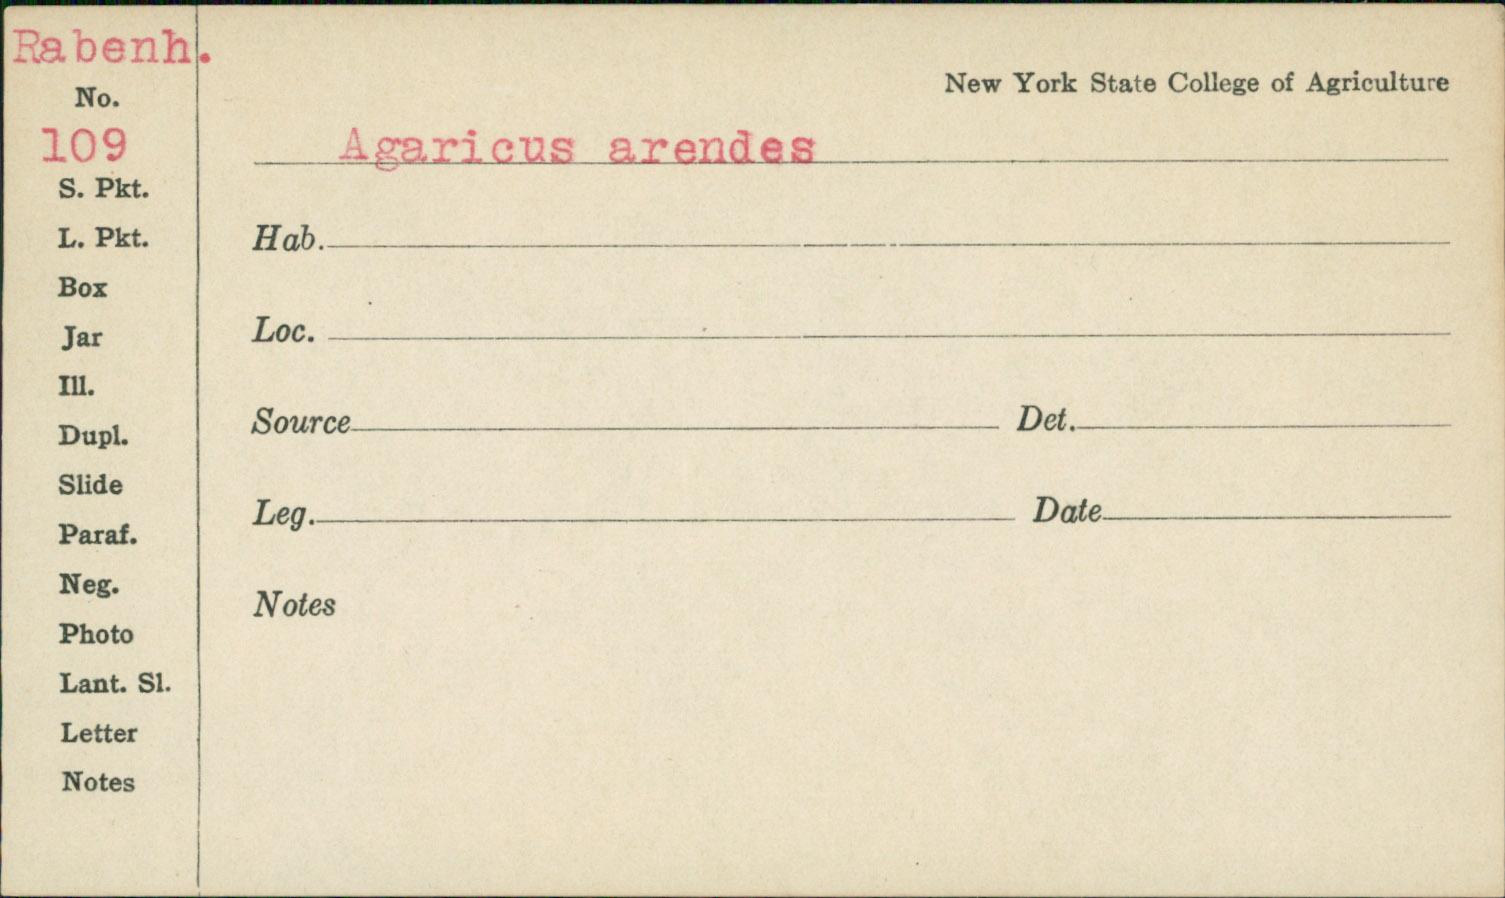 Rabenh.
No.
109
S. Pkt.
L. Pkt.
Box
Jar
Ill.
Dupl.
Slide
Paraf.
Neg.
Photo
Lant. Sl.
Letter
Notes
New York State College of Agriculture
Agaricus arendes
Hab.
Loc.
Source Det.
Leg. Date
Notes